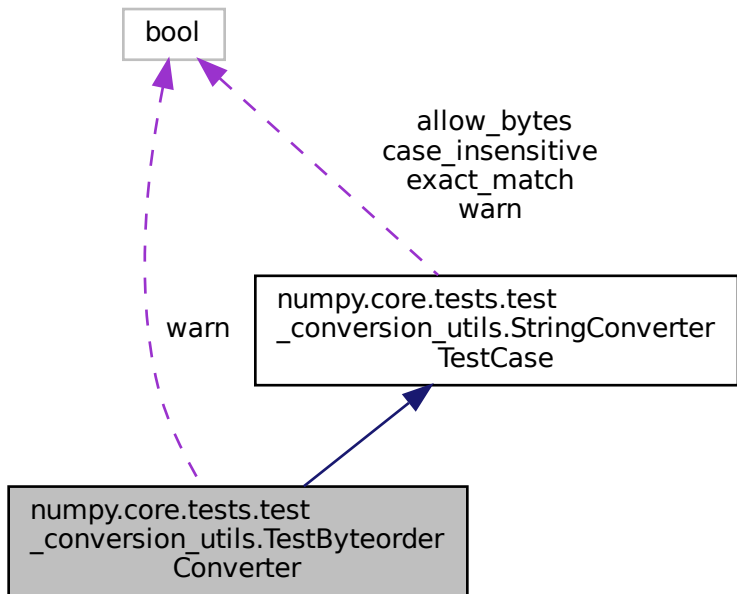 bool
allow_bytes
case_insensitive
exact_match
warn
numpy.core.tests.test
_conversion_utils.StringConverter
TestCase
warn
numpy.core.tests.test
_conversion_utils.TestByteorder
Converter